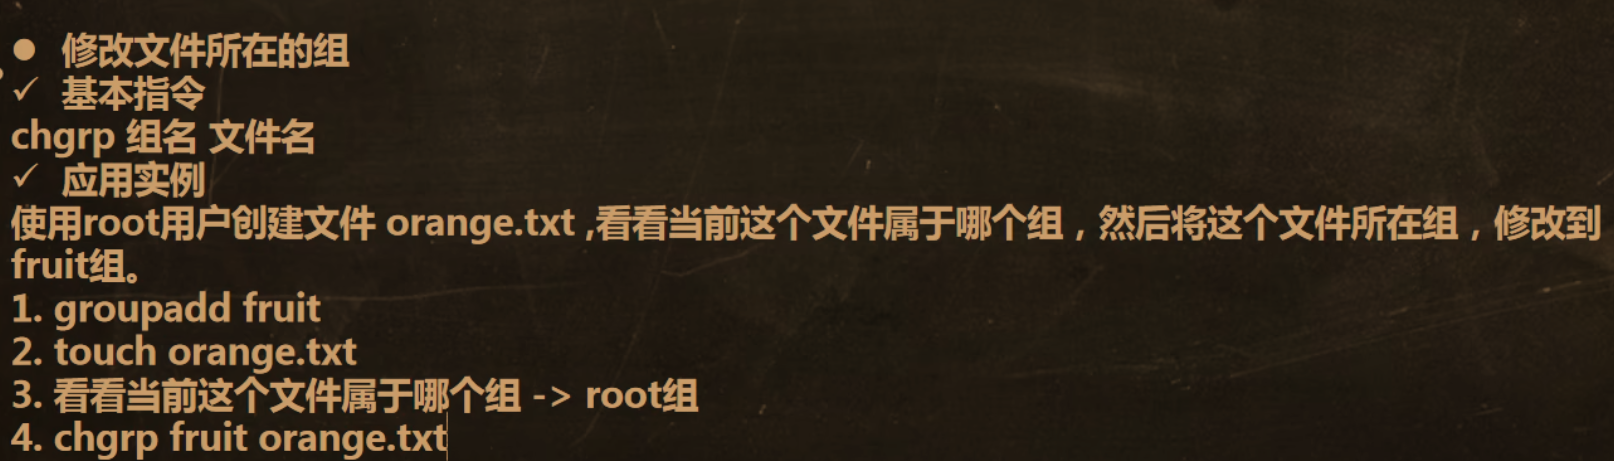 ● 修改文件所在的组
✓ 基本指令
chgrp 组名 文件名
✓ 应用实例
使用root用户创建文件 orange.txt ,看看当前这个文件属于哪个组，然后将这个文件所在组，修改到
fruit组。
1. groupadd fruit
2. touch orange.txt
3. 看看当前这个文件属于哪个组 -> root组
4. chgrp fruit orange.txt